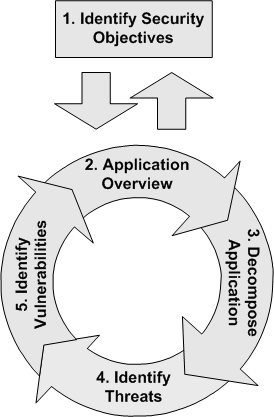 1. Identify Security
Objectives
2. Application
Overview
3. Decompose
Application
4. Identify
Threats
5. Identify
Vulnerabilities